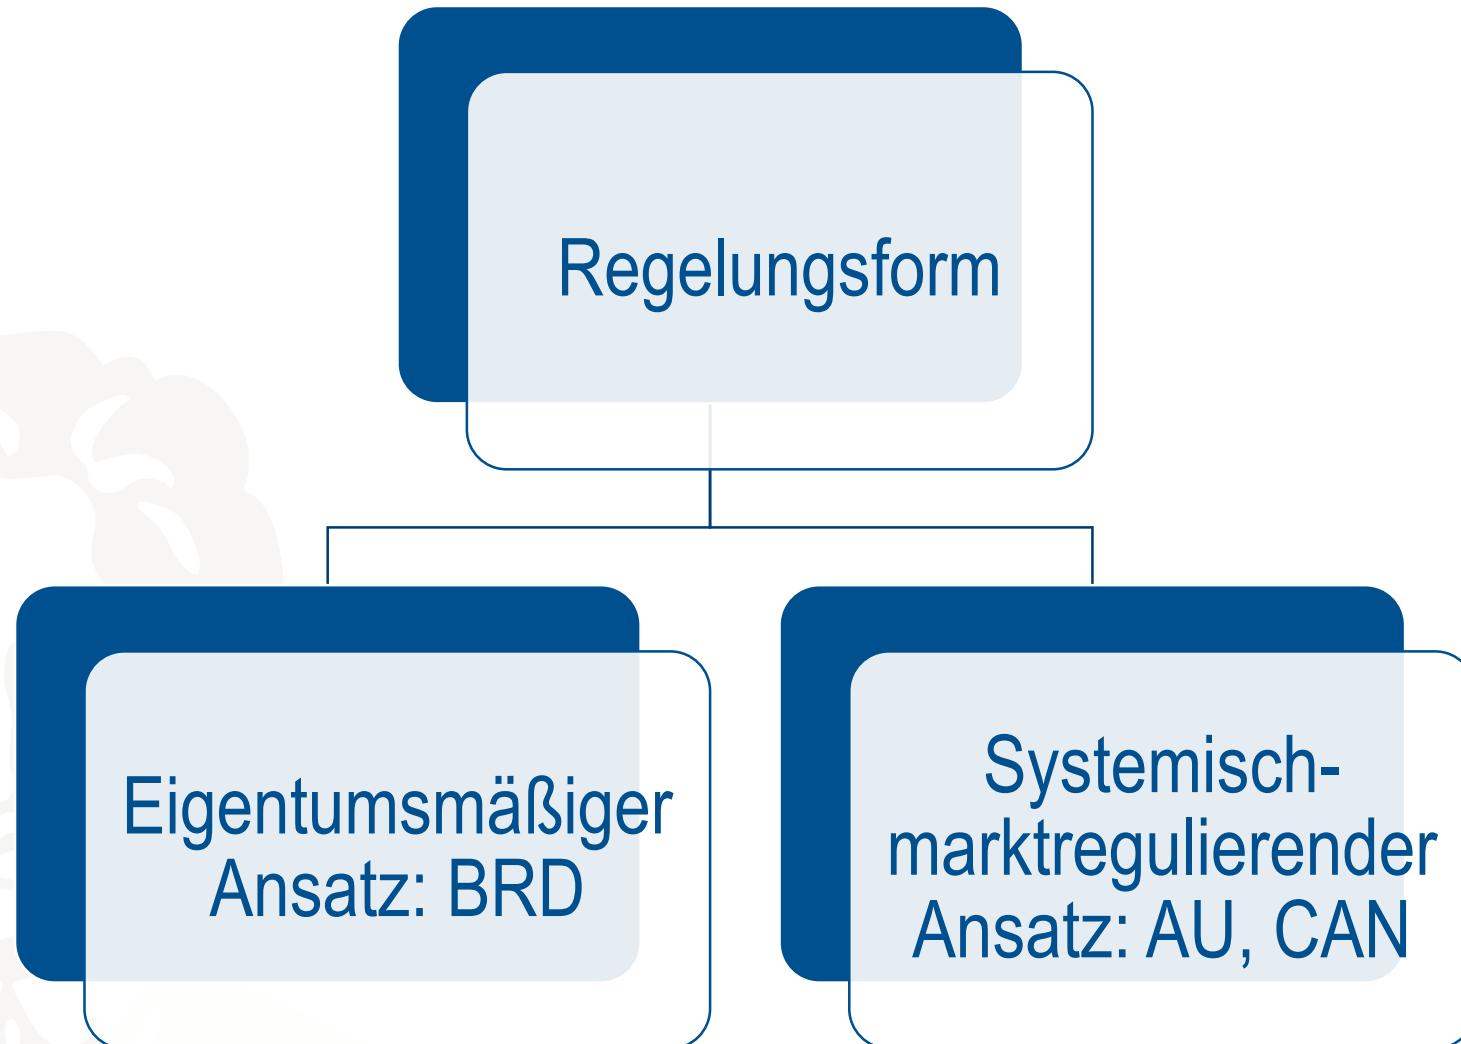 Regelungsform
Eigentumsmäßiger
Ansatz: BRD
Systemisch-
marktregulierender
Ansatz: AU, CAN